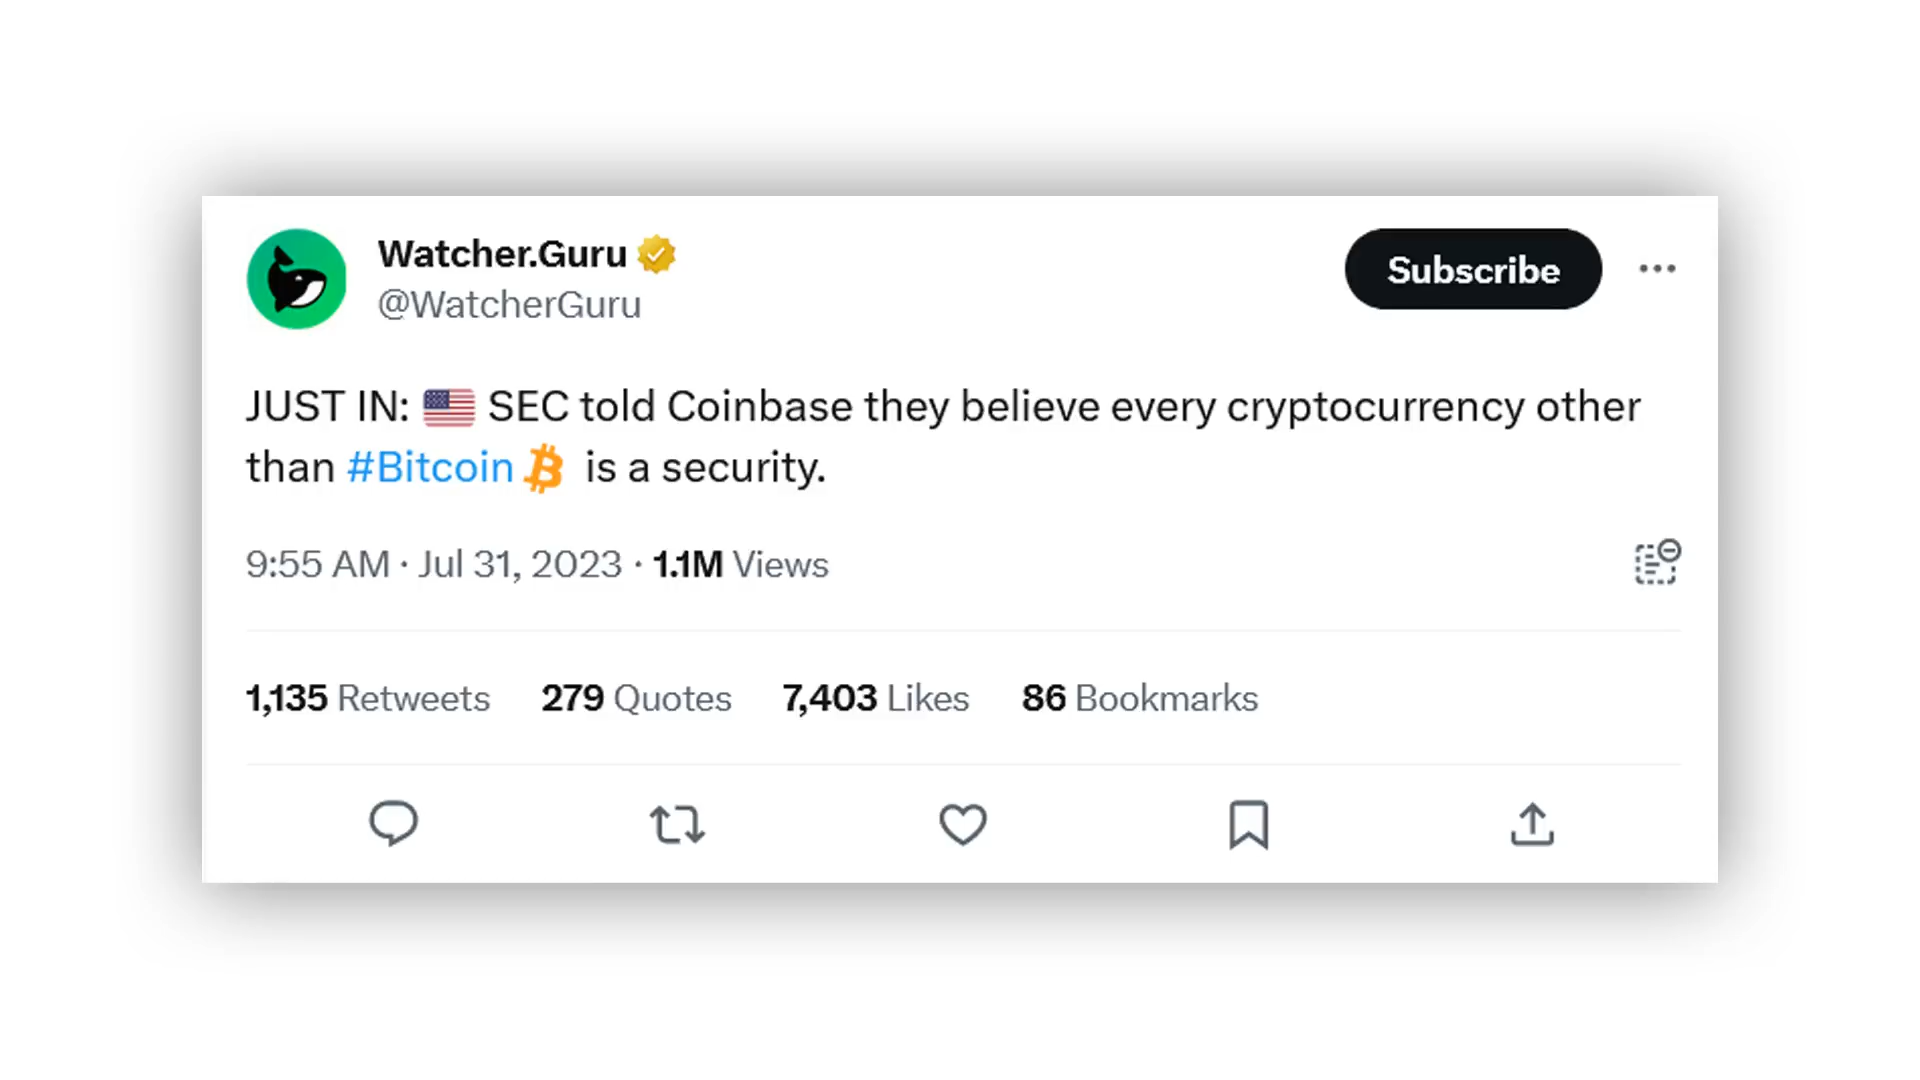 Watcher.Guru
@WatcherGuru
Subscribe
JUST IN: 🇺🇸 SEC told Coinbase they believe every cryptocurrency other
than #Bitcoin is a security.
9:55 AM · Jul 31, 2023 · 1.1M Views
1,135 Retweets 279 Quotes 7,403 Likes 86 Bookmarks